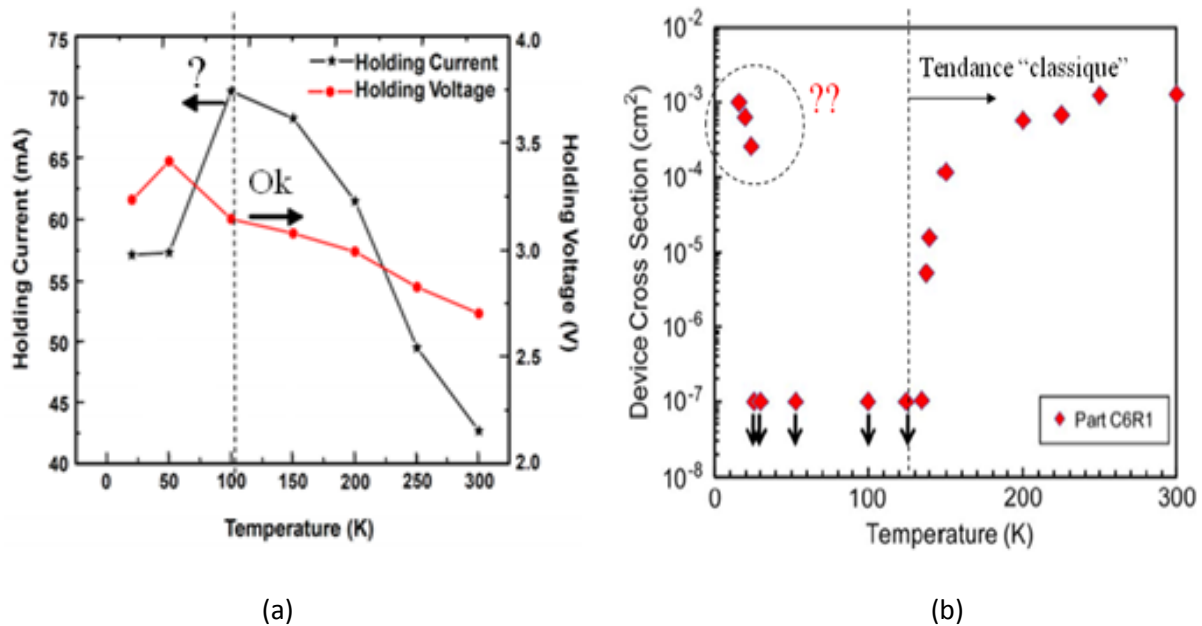 75
70
65
60
55
50
45
40
Holding Current (mA)
0
50
100
150
200
250
300
Temperature (K)
4.0
3.5
3.0
2.5
2.0
Holding Voltage (V)
Holding Current
Holding Voltage
?
Ok
(a)
10-2
10-3
10-4
10-5
10-6
10-7
10-8
Device Cross Section (cm2)
0
100
200
300
Temperature (K)
Tendance “classique”
??
Part C6R1
(b)